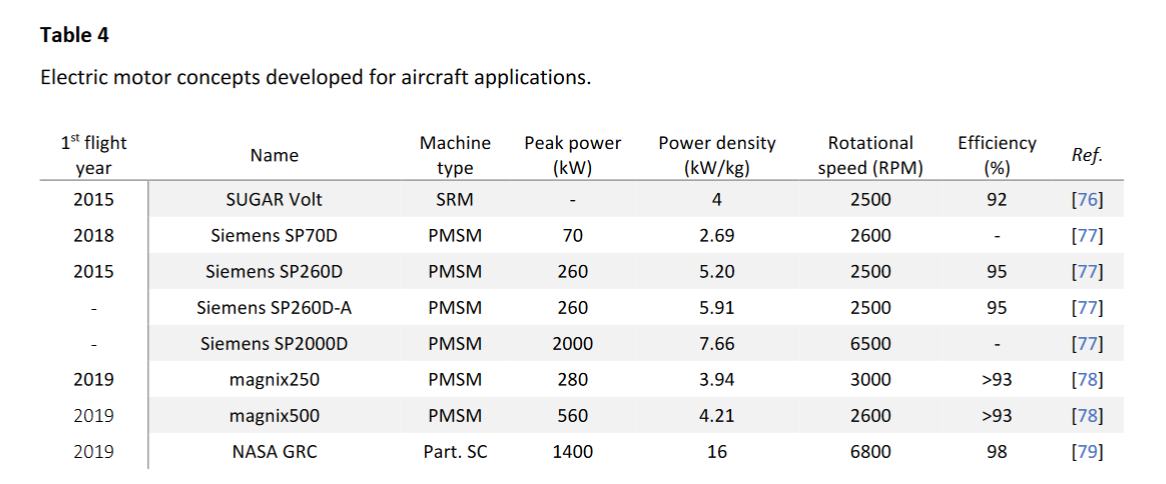 Table 4
Electric motor concepts developed for aircraft applications.
1st flight year Name Machine type Peak power (kW) Power density (kW/kg) Rotational speed (RPM) Efficiency (%) Ref.
2015 SUGAR Volt SRM - 4 2500 92 [76]
2018 Siemens SP70D PMSM 70 2.69 2600 - [77]
2015 Siemens SP260D PMSM 260 5.20 2500 95 [77]
- Siemens SP260D-A PMSM 260 5.91 2500 95 [77]
- Siemens SP2000D PMSM 2000 7.66 6500 - [77]
2019 magnix250 PMSM 280 3.94 3000 >93 [78]
2019 magnix500 PMSM 560 4.21 2600 >93 [78]
2019 NASA GRC Part. SC 1400 16 6800 98 [79]